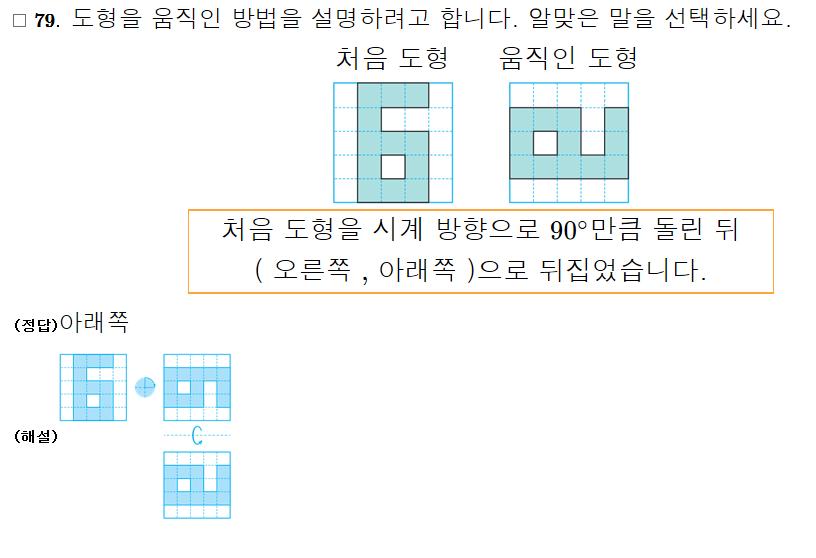 □ 79. 도형을 움직인 방법을 설명하려고 합니다. 알맞은 말을 선택하세요.
처음 도형 움직인 도형
처음 도형을 시계 방향으로 90°만큼 돌린 뒤
( 오른쪽 , 아래쪽 )으로 뒤집었습니다.
(정답)아래쪽
(해설)